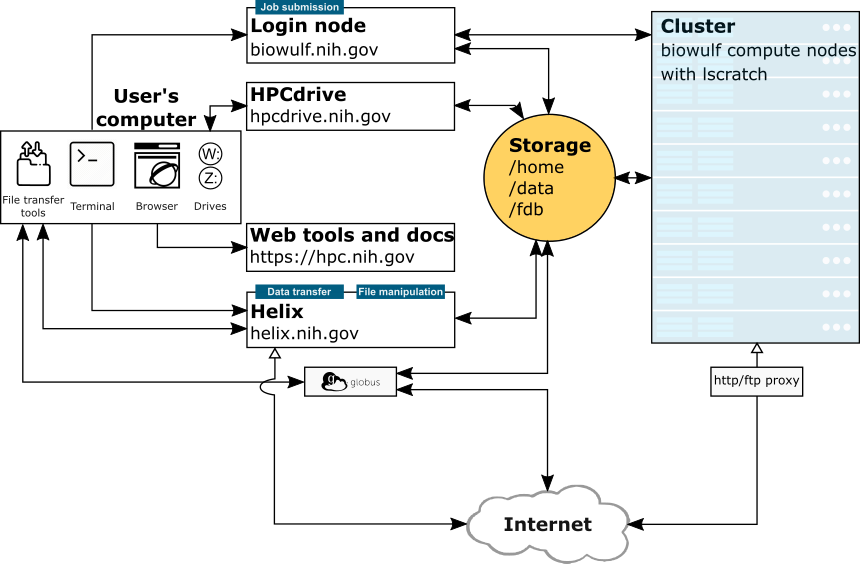 Job submission
Login node
biowulf.nih.gov
Cluster
biowulf compute nodes
with lscratch
User's
computer
HPCdrive
hpcdrive.nih.gov
W:
Z:
File transfer
tools
Terminal
Browser
Drives
Storage
/home
/data
/fdb
Web tools and docs
https://hpc.nih.gov
Data transfer
File manipulation
Helix
helix.nih.gov
g
globus
http/ftp proxy
Internet